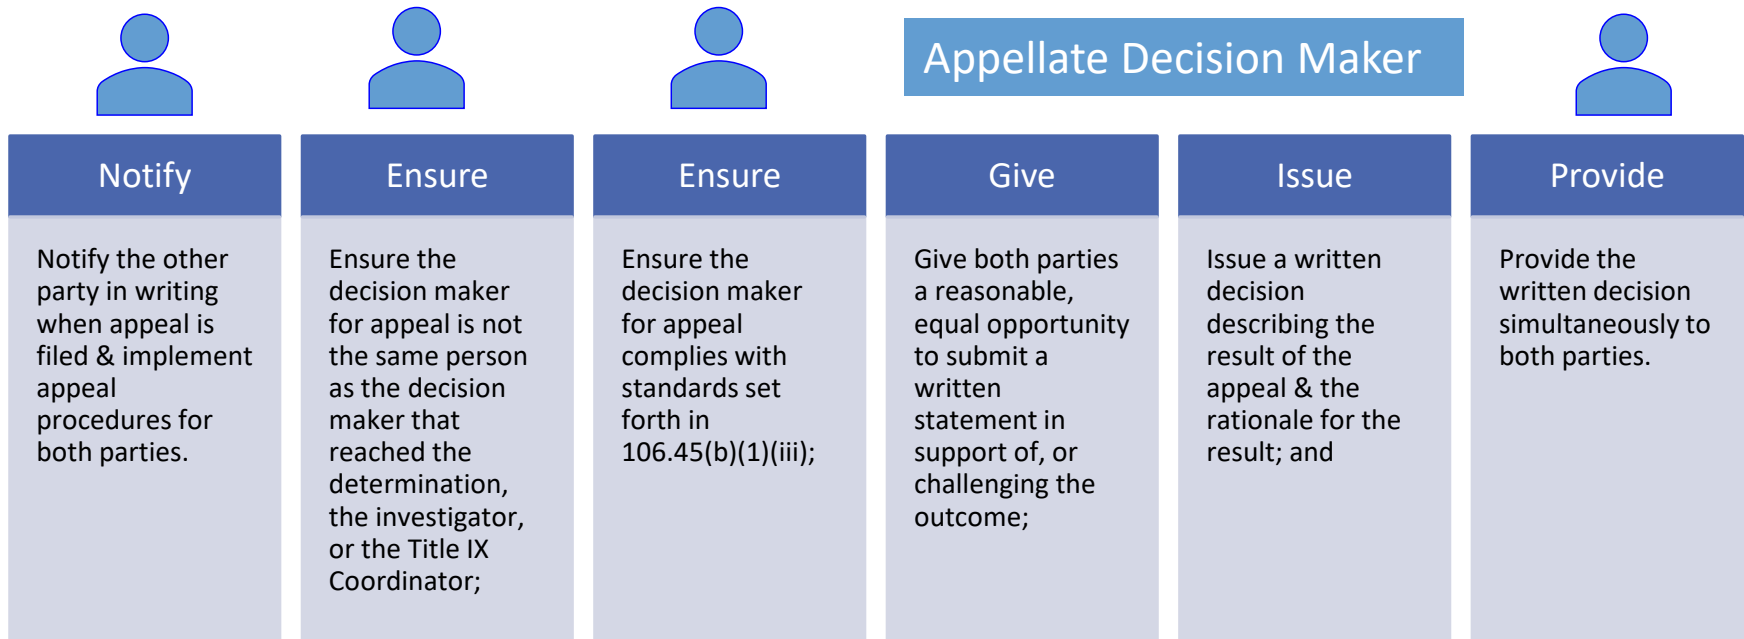 Appellate Decision Maker
Notify
Notify the other
party in writing
when appeal is
filed & implement
appeal
procedures for
both parties.
Ensure
Ensure the
decision maker
for appeal is not
the same person
as the decision
maker that
reached the
determination,
the investigator,
or the Title IX
Coordinator;
Ensure
Ensure the
decision maker
for appeal
complies with
standards set
forth in
106.45(b)(1)(iii);
Give
Give both parties
a reasonable,
equal opportunity
to submit a
written
statement in
support of, or
challenging the
outcome;
Issue
Issue a written
decision
describing the
result of the
appeal & the
rationale for the
result; and
Provide
Provide the
written decision
simultaneously to
both parties.